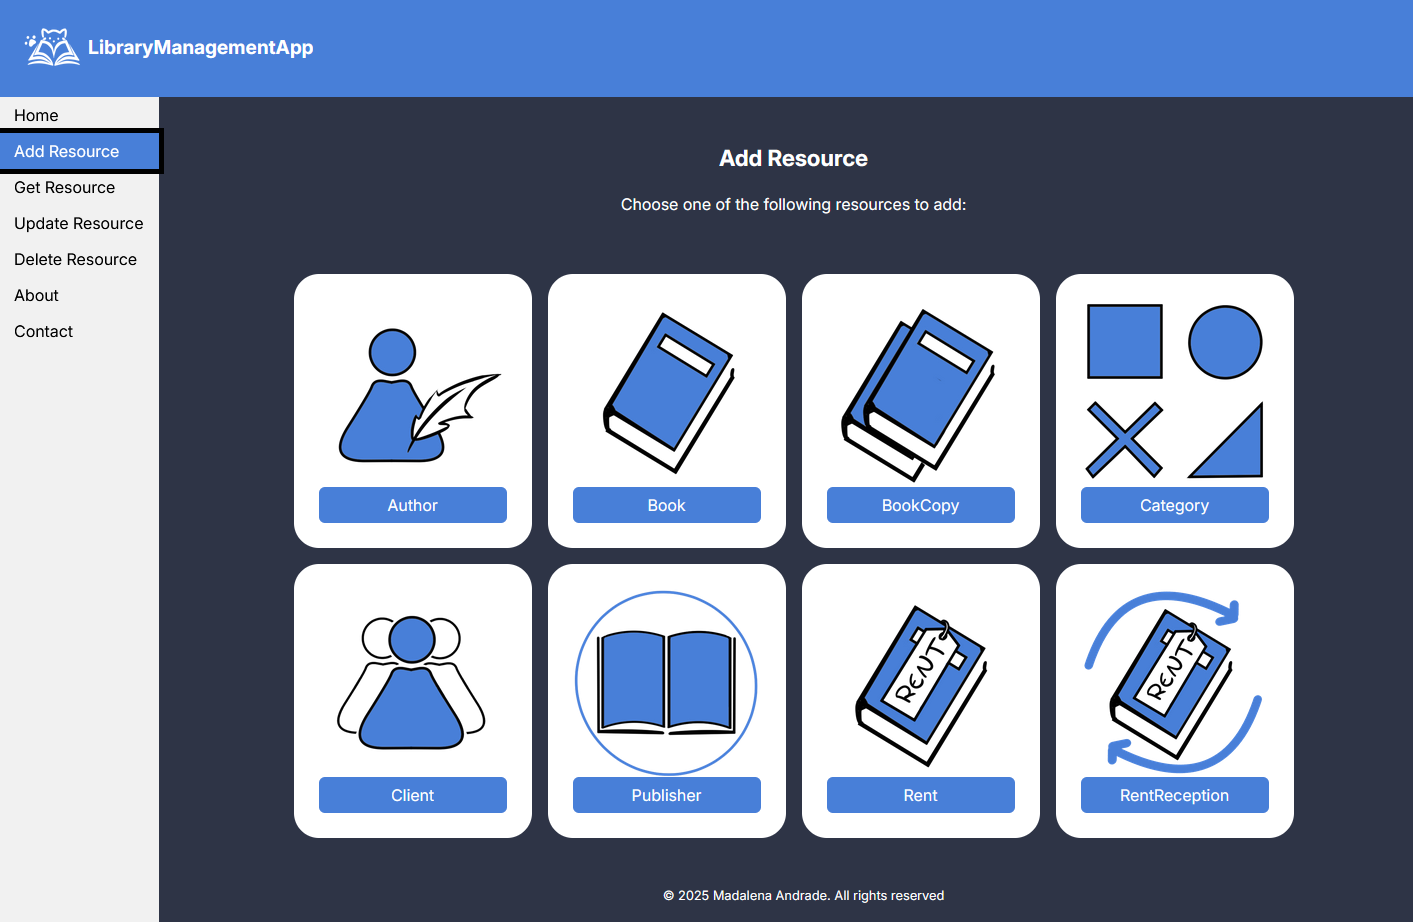 LibraryManagementApp
Home
Add Resource
Get Resource
Update Resource
Delete Resource
About
Contact
Add Resource
Choose one of the following resources to add:
Author
Book
BookCopy
Category
RENT
RENT
Client
Publisher
Rent
RentReception
© 2025 Madalena Andrade. All rights reserved